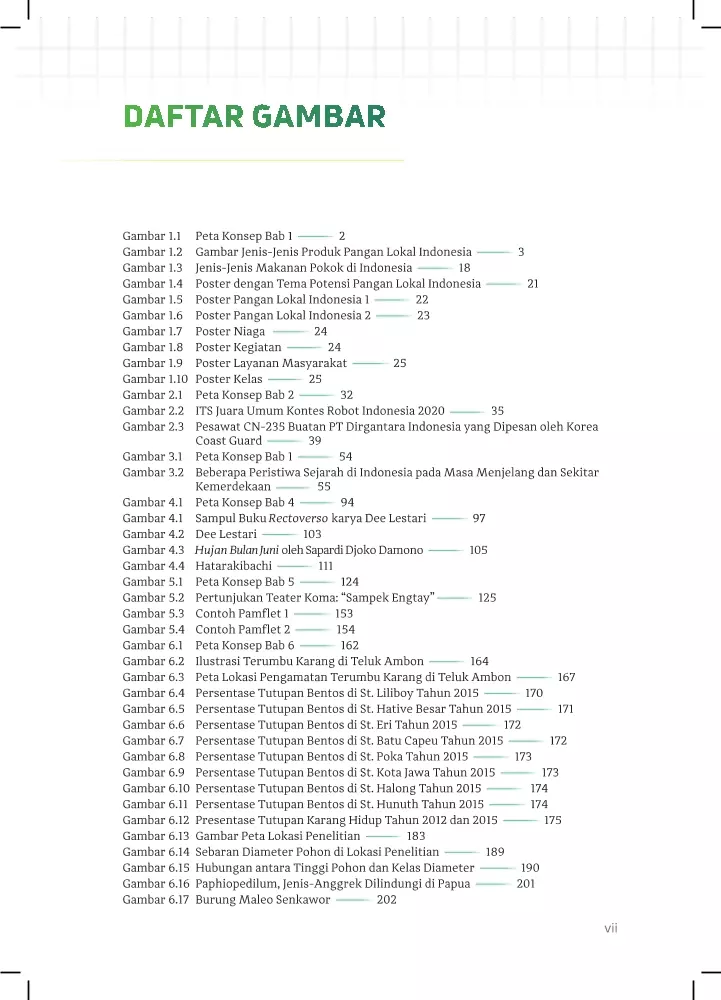 DAFTAR GAMBAR
Gambar 1.1 Peta Konsep Bab 1 2
Gambar 1.2 Gambar Jenis-Jenis Produk Pangan Lokal Indonesia 3
Gambar 1.3 Jenis-Jenis Makanan Pokok di Indonesia 18
Gambar 1.4 Poster dengan Tema Potensi Pangan Lokal Indonesia 21
Gambar 1.5 Poster Pangan Lokal Indonesia 1 22
Gambar 1.6 Poster Pangan Lokal Indonesia 2 23
Gambar 1.7 Poster Niaga 24
Gambar 1.8 Poster Kegiatan 24
Gambar 1.9 Poster Layanan Masyarakat 25
Gambar 1.10 Poster Kelas 25
Gambar 2.1 Peta Konsep Bab 2 32
Gambar 2.2 ITS Juara Umum Kontes Robot Indonesia 2020 35
Gambar 2.3 Pesawat CN-235 Buatan PT Dirgantara Indonesia yang Dipesan oleh Korea
Coast Guard 39
Gambar 3.1 Peta Konsep Bab 1 54
Gambar 3.2 Beberapa Peristiwa Sejarah di Indonesia pada Masa Menjelang dan Sekitar
Kemerdekaan 55
Gambar 4.1 Peta Konsep Bab 4 94
Gambar 4.1 Sampul Buku Rectoverso karya Dee Lestari 97
Gambar 4.2 Dee Lestari 103
Gambar 4.3 Hujan Bulan Juni oleh Sapardi Djoko Damono 105
Gambar 4.4 Hatarakibachi 111
Gambar 5.1 Peta Konsep Bab 5 124
Gambar 5.2 Pertunjukan Teater Koma: “Sampek Engtay” 125
Gambar 5.3 Contoh Pamflet 1 153
Gambar 5.4 Contoh Pamflet 2 154
Gambar 6.1 Peta Konsep Bab 6 162
Gambar 6.2 Ilustrasi Terumbu Karang di Teluk Ambon 164
Gambar 6.3 Peta Lokasi Pengamatan Terumbu Karang di Teluk Ambon 167
Gambar 6.4 Persentase Tutupan Bentos di St. Liliboy Tahun 2015 170
Gambar 6.5 Persentase Tutupan Bentos di St. Hative Besar Tahun 2015 171
Gambar 6.6 Persentase Tutupan Bentos di St. Eri Tahun 2015 172
Gambar 6.7 Persentase Tutupan Bentos di St. Batu Capeu Tahun 2015 172
Gambar 6.8 Persentase Tutupan Bentos di St. Poka Tahun 2015 173
Gambar 6.9 Persentase Tutupan Bentos di St. Kota Jawa Tahun 2015 173
Gambar 6.10 Persentase Tutupan Bentos di St. Halong Tahun 2015 174
Gambar 6.11 Persentase Tutupan Bentos di St. Hunuth Tahun 2015 174
Gambar 6.12 Presentase Tutupan Karang Hidup Tahun 2012 dan 2015 175
Gambar 6.13 Gambar Peta Lokasi Penelitian 183
Gambar 6.14 Sebaran Diameter Pohon di Lokasi Penelitian 189
Gambar 6.15 Hubungan antara Tinggi Pohon dan Kelas Diameter 190
Gambar 6.16 Paphiopedilum, Jenis-Anggrek Dilindungi di Papua 201
Gambar 6.17 Burung Maleo Senkawor 202
vii